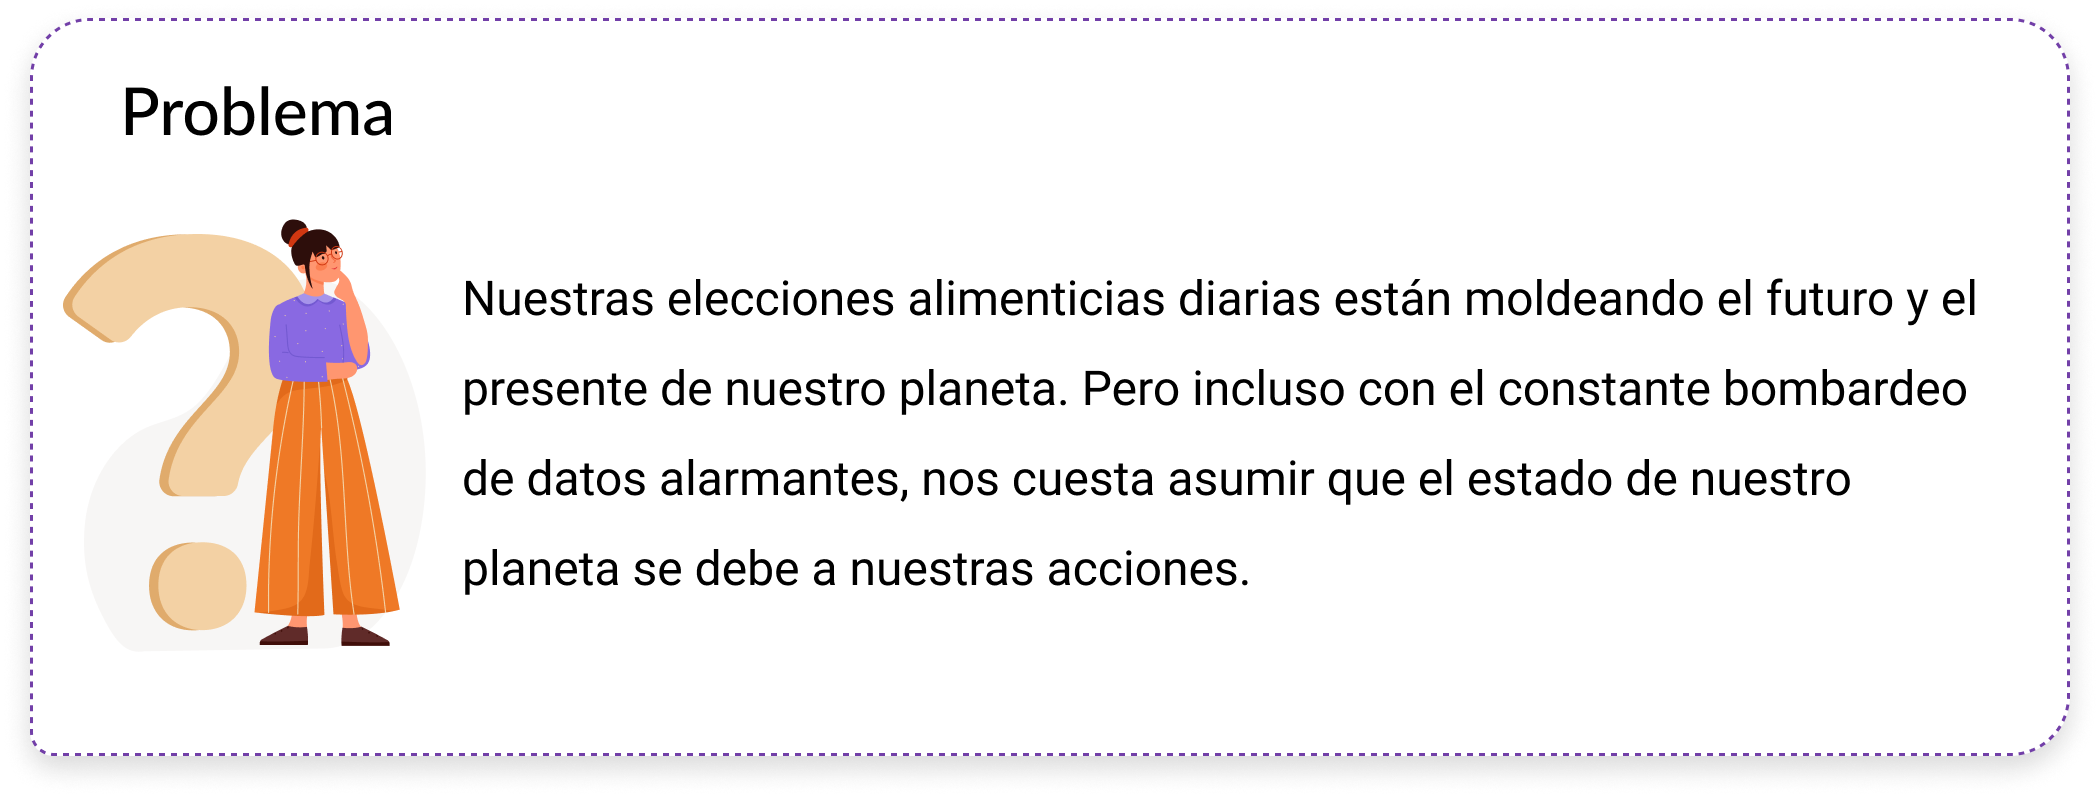 Problema
Nuestras elecciones alimenticias diarias están moldeando el futuro y el
presente de nuestro planeta. Pero incluso con el constante bombardeo
de datos alarmantes, nos cuesta asumir que el estado de nuestro
planeta se debe a nuestras acciones.